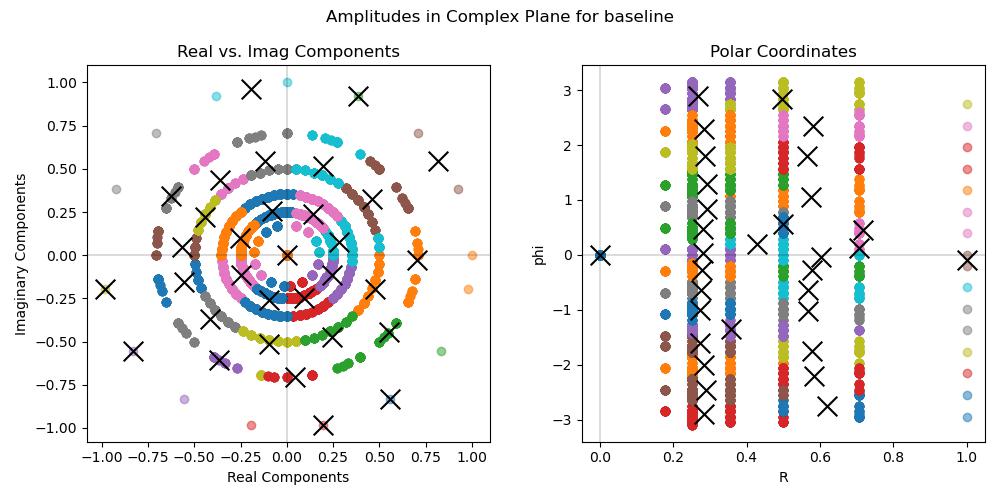 Amplitudes in Complex Plane for baseline
Real vs. Imag Components
1.00
0.75
0.50
0.25
0.00
−0.25
−0.50
−0.75
−1.00
Imaginary Components
−1.00 −0.75 −0.50 −0.25 0.00 0.25 0.50 0.75 1.00
Real Components
Polar Coordinates
3
2
1
0
−1
−2
−3
phi
0.0 0.2 0.4 0.6 0.8 1.0
R